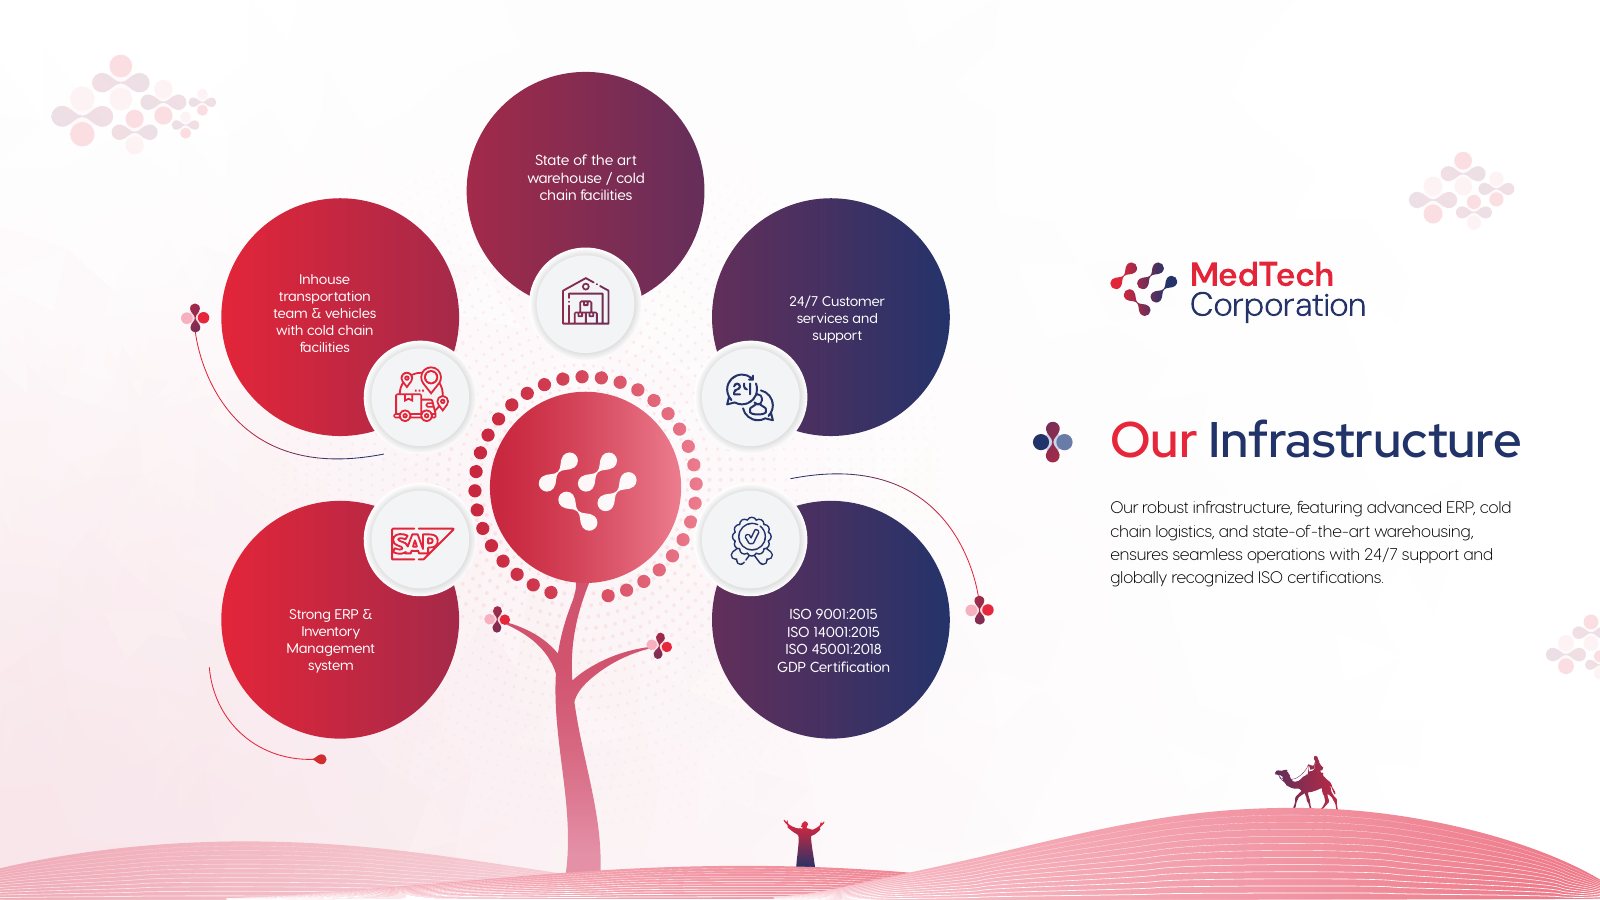 State of the art
warehouse / cold
chain facilities
Inhouse
transportation
team & vehicles
with cold chain
facilities
24/7 Customer
services and
support
24
SAP
Strong ERP &
Inventory
Management
system
ISO 9001:2015
ISO 14001:2015
ISO 45001:2018
GDP Certification
MedTech
Corporation
Our Infrastructure
Our robust infrastructure, featuring advanced ERP, cold
chain logistics, and state-of-the-art warehousing,
ensures seamless operations with 24/7 support and
globally recognized ISO certifications.